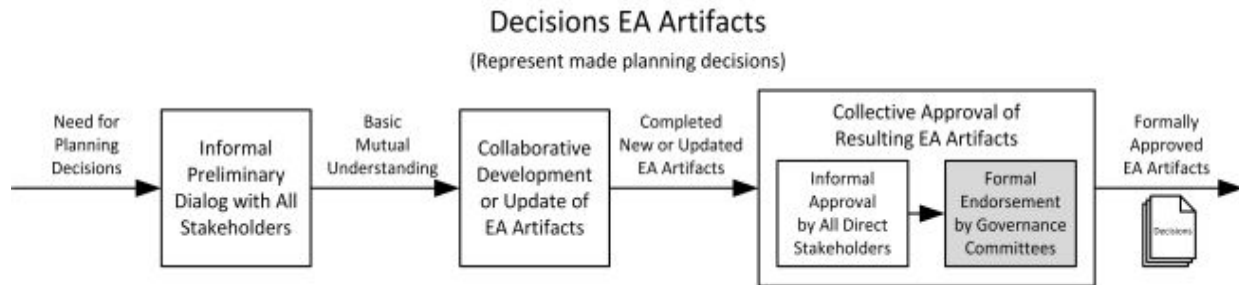 Decisions EA Artifacts
(Represent made planning decisions)
Need for
Planning
Decisions
Informal
Preliminary
Dialog with All
Stakeholders
Basic
Mutual
Understanding
Collaborative
Development
or Update of
EA Artifacts
Completed
New or Updated
EA Artifacts
Collective Approval of
Resulting EA Artifacts
Informal
Approval
by All Direct
Stakeholders
Formal
Endorsement
by Governance
Committees
Formally
Approved
EA Artifacts
Decisions